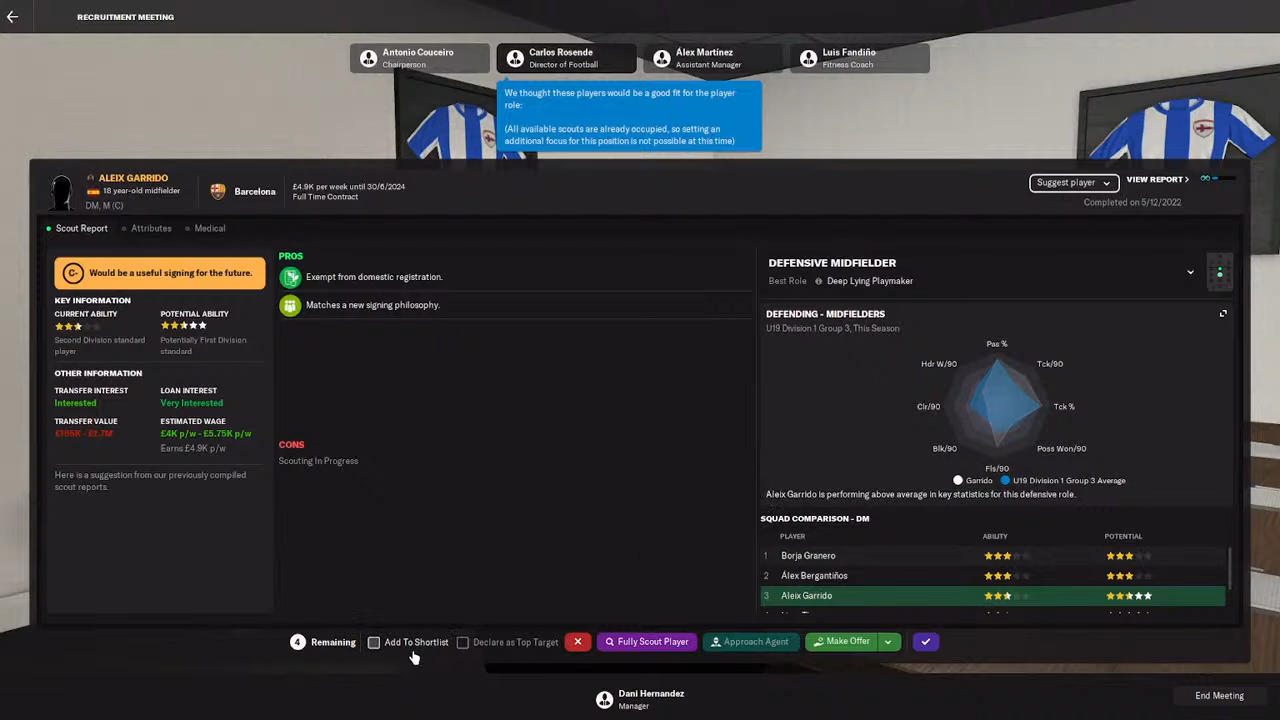 RECRUITMENT MEETING
Antonio Couceiro
Chairperson
Carlos Rosende
Director of Football
Álex Martínez
Assistant Manager
Luis Fandiño
Fitness Coach
We thought these players would be a good fit for the player
role:
(All available scouts are already occupied, so setting an
additional focus for this position is not possible at this time)
ALEIX GARRIDO
18 year-old midfielder
DM, M (C)
Barcelona
£4.9K per week until 30/6/2024
Full Time Contract
Suggest player
VIEW REPORT
Completed on 5/12/2022
Scout Report
Attributes
Medical
C-
Would be a useful signing for the future.
KEY INFORMATION
CURRENT ABILITY
POTENTIAL ABILITY
Second Division standard
player
Potentially First Division
standard
OTHER INFORMATION
TRANSFER INTEREST
LOAN INTEREST
Interested
Very Interested
TRANSFER VALUE
ESTIMATED WAGE
£4K p/w - £5.75K p/w
Earns £4.9K p/w
Here is a suggestion from our previously compiled
scout reports.
PROS
Exempt from domestic registration.
Matches a new signing philosophy.
CONS
Scouting In Progress
DEFENSIVE MIDFIELDER
Best Role
Deep Lying Playmaker
DEFENDING - MIDFIELDERS
U19 Division 1 Group 3, This Season
Pas %
Hdr W/90
Tck/90
Clr/90
Tck %
Blk/90
Poss Won/90
Fls/90
Garrido
U19 Division 1 Group 3 Average
Aleix Garrido is performing above average in key statistics for this defensive role.
SQUAD COMPARISON - DM
PLAYER
ABILITY
POTENTIAL
1 Borja Granero
2 Álex Bergantiños
3 Aleix Garrido
4 Remaining
Add To Shortlist
Declare as Top Target
Fully Scout Player
Approach Agent
Make Offer
Dani Hernandez
Manager
End Meeting